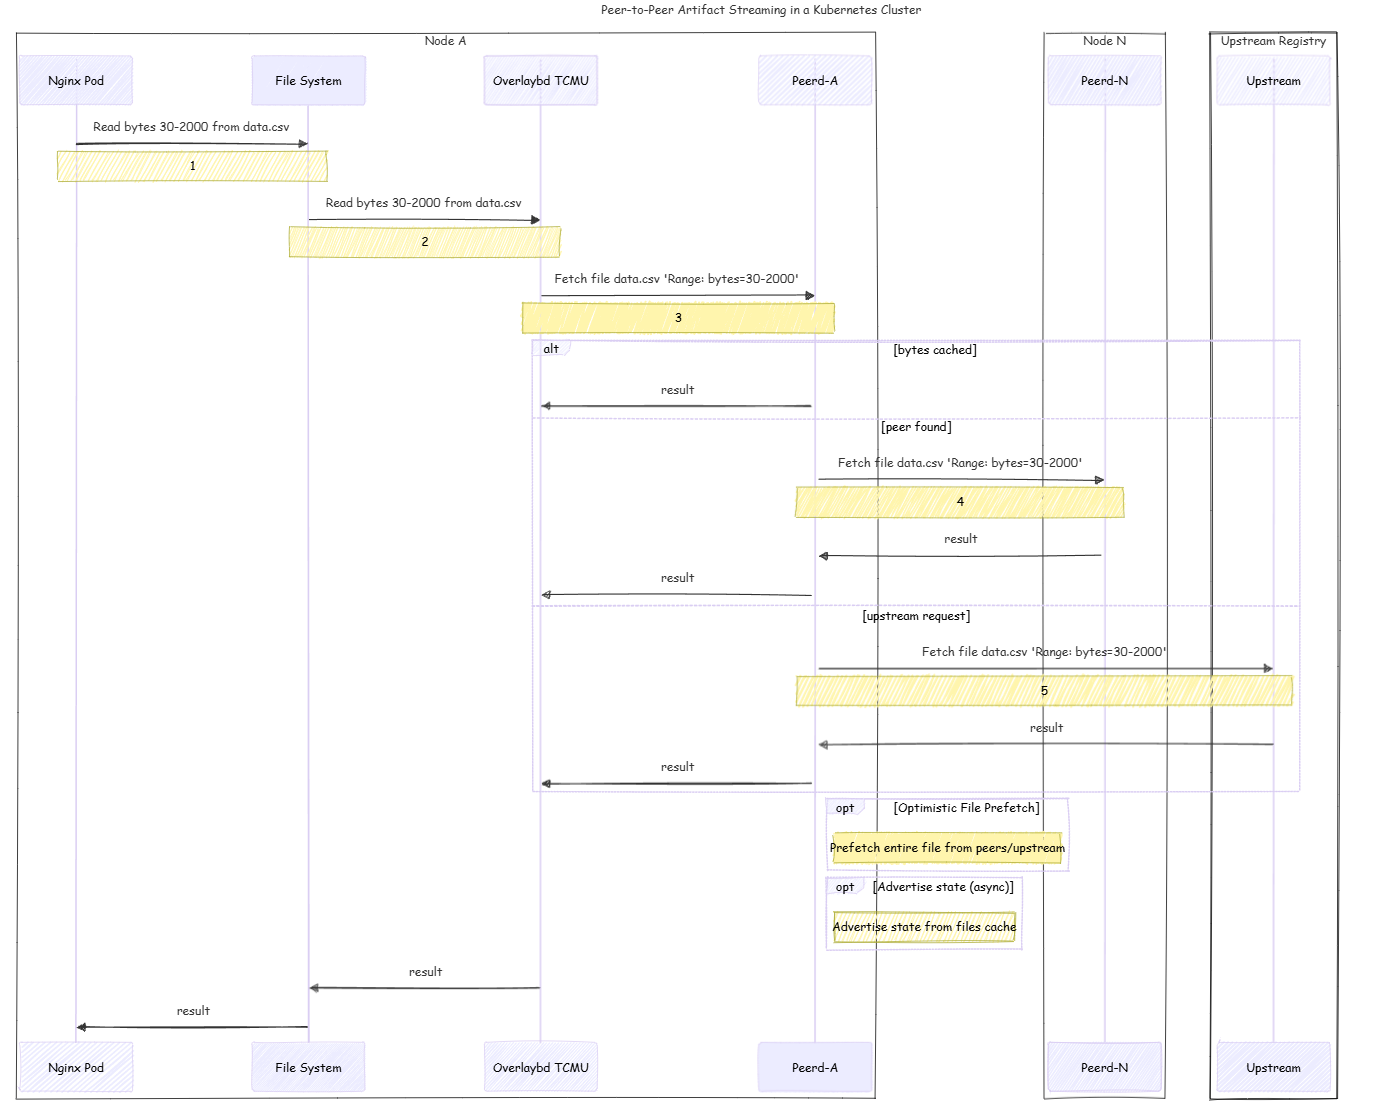 Peer-to-Peer Artifact Streaming in a Kubernetes Cluster
Node A
Node N
Upstream Registry
Nginx Pod
File System
Overlaybd TCMU
Peerd-A
Peerd-N
Upstream
Read bytes 30-2000 from data.csv
1
Read bytes 30-2000 from data.csv
2
Fetch file data.csv 'Range: bytes=30-2000'
3
alt
[bytes cached]
result
[peer found]
Fetch file data.csv 'Range: bytes=30-2000'
4
result
result
[upstream request]
Fetch file data.csv 'Range: bytes=30-2000'
5
result
result
opt
[Optimistic File Prefetch]
Prefetch entire file from peers/upstream
opt
[Advertise state (async)]
Advertise state from files cache
result
result
Nginx Pod
File System
Overlaybd TCMU
Peerd-A
Peerd-N
Upstream